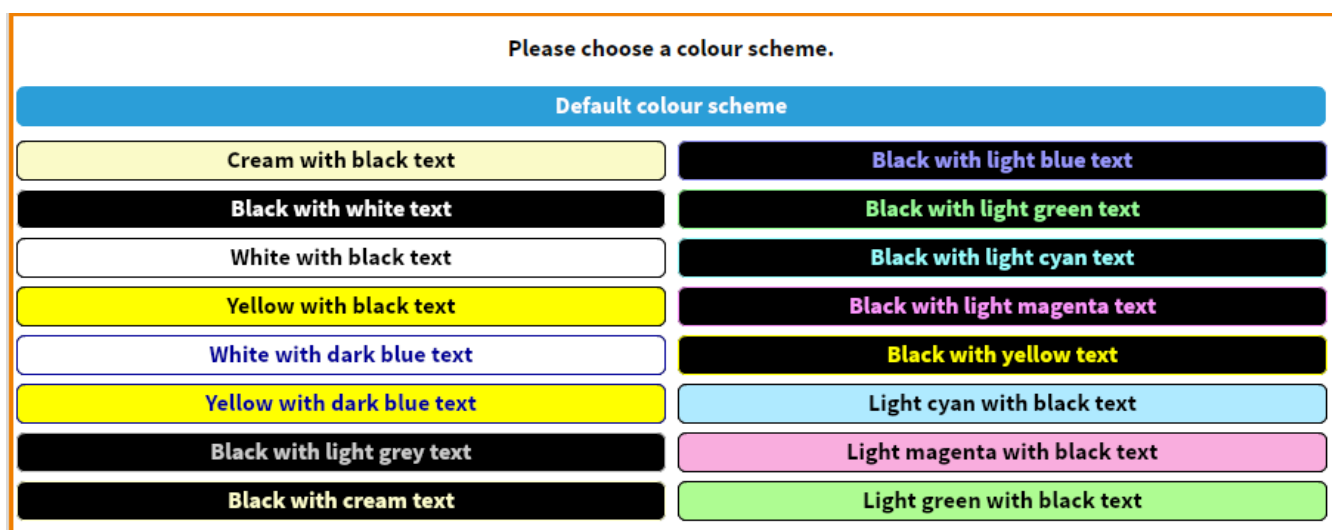 Please choose a colour scheme.
Default colour scheme
Cream with black text
Black with light blue text
Black with white text
Black with light green text
White with black text
Black with light cyan text
Yellow with black text
Black with light magenta text
White with dark blue text
Black with yellow text
Yellow with dark blue text
Light cyan with black text
Black with light grey text
Light magenta with black text
Black with cream text
Light green with black text